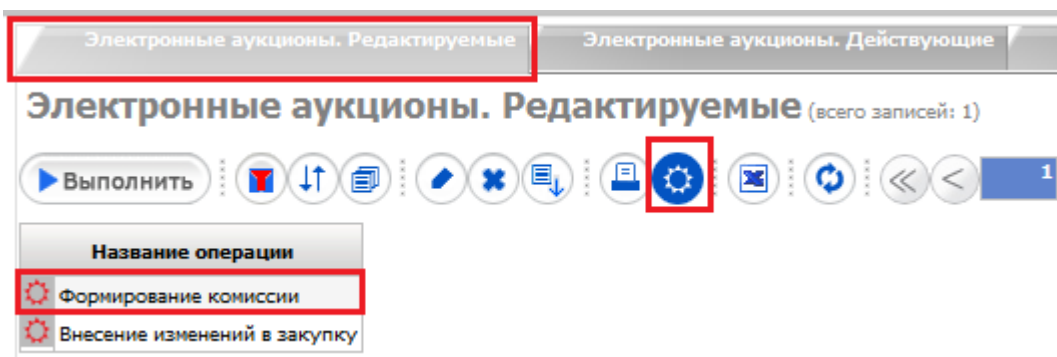 Электронные аукционы. Редактируемые Электронные аукционы. Действующие
Электронные аукционы. Редактируемые (всего записей: 1)
Выполнить 1
Название операции
Формирование комиссии
Внесение изменений в закупку